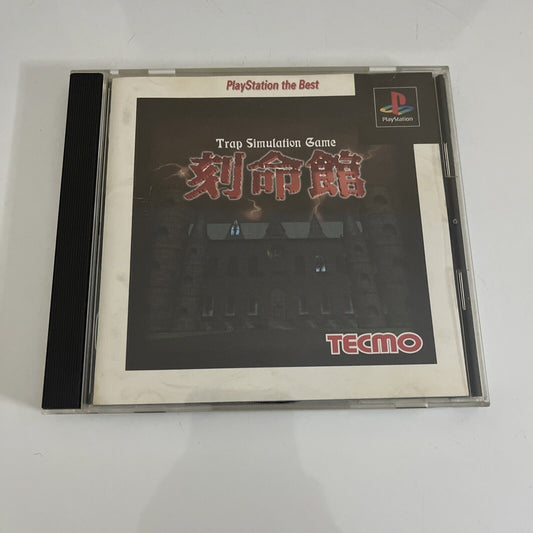 PlayStation the Best
PlayStation
Trap Simulation Game
刻命館
TECMO